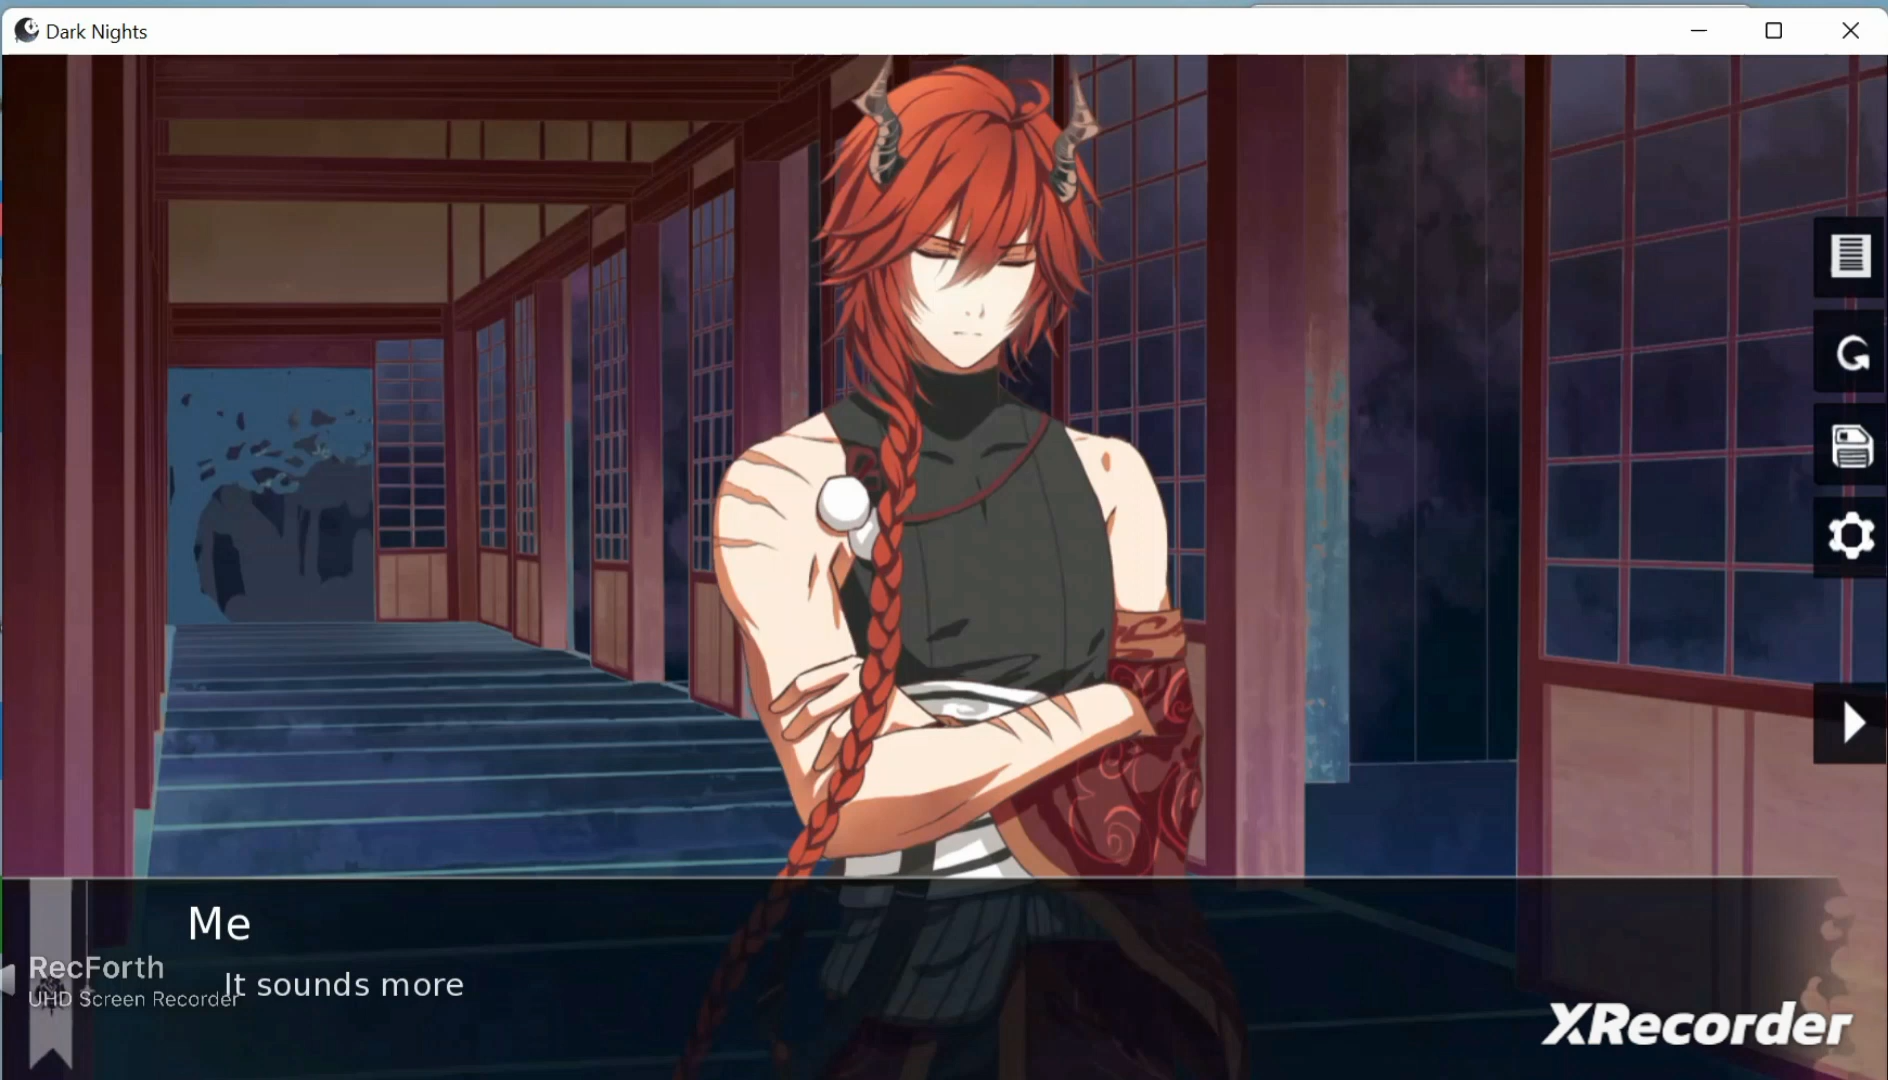 Dark Nights
Me
It sounds more
RecForth
UHD Screen Recorder
XRecorder